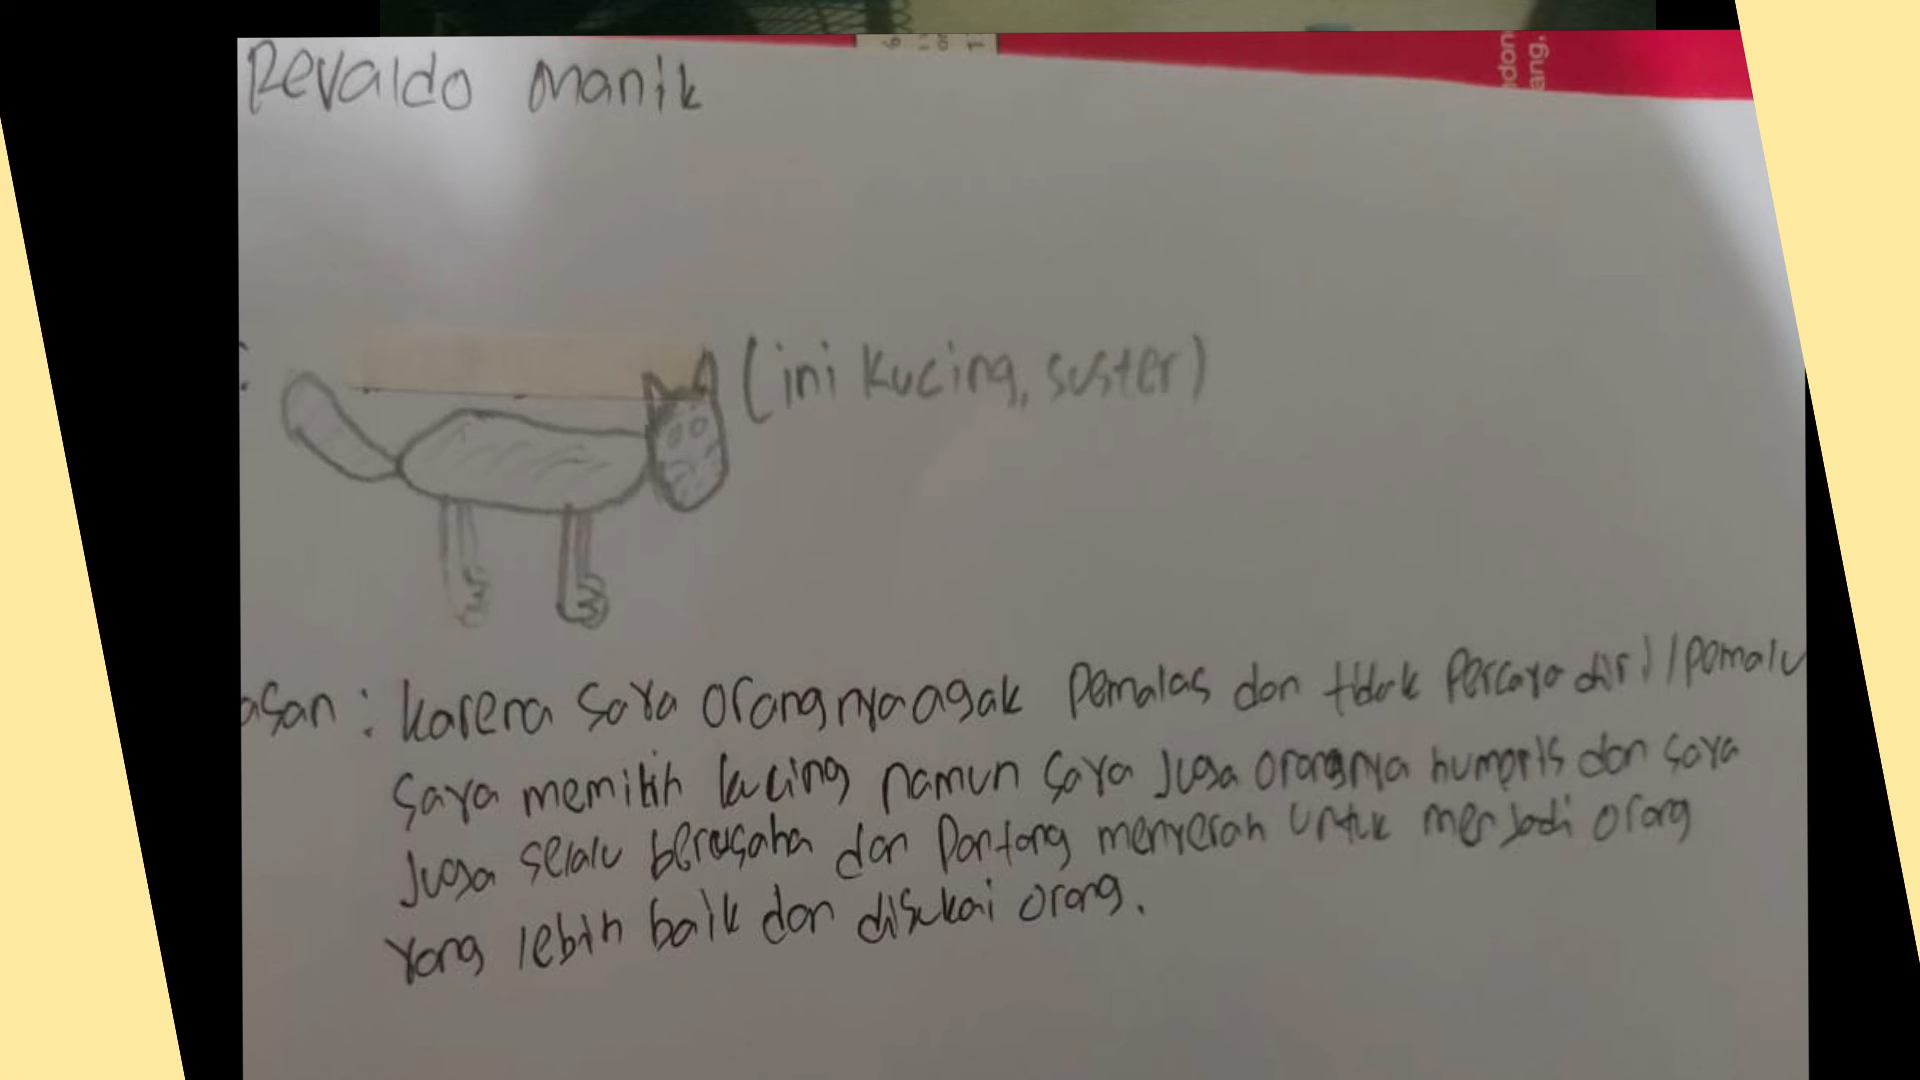 Revaldo manik
(ini kucing, suster)
asan : karena saya orangnya agak pemalas dan tidak percaya diri / pemalu
saya memilih kucing namun saya juga orangnya humoris dan saya
juga selalu berusaha dan pantang menyerah untuk menjadi orang
yang lebih baik dan disukai orang.
don
ang,